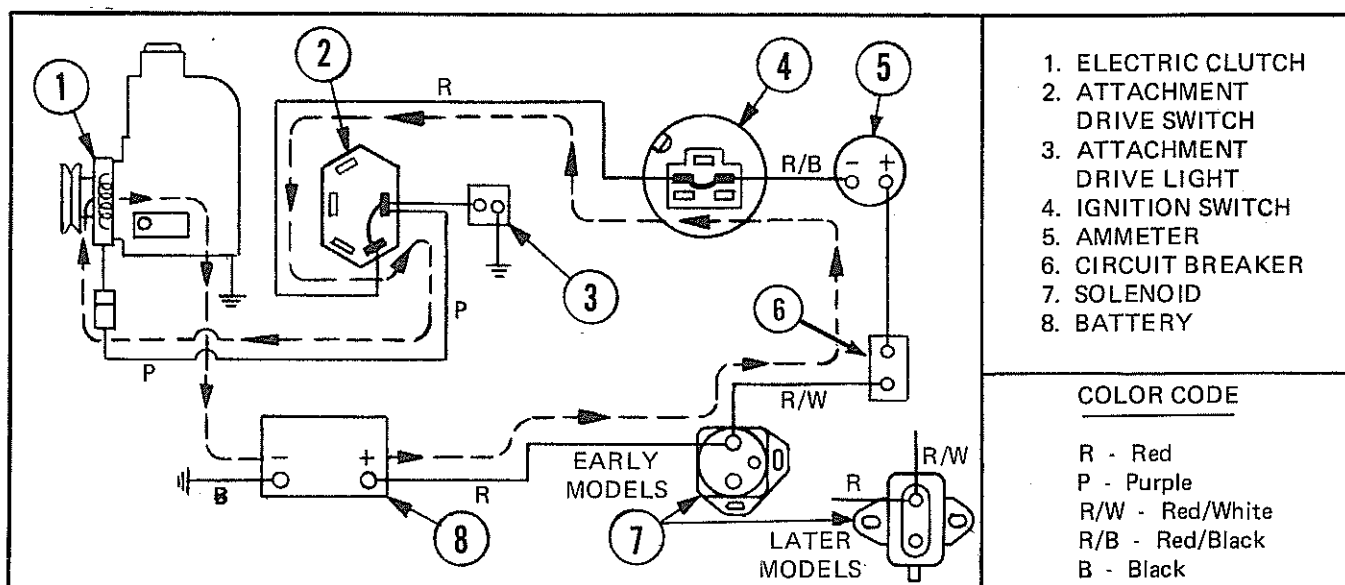 1
2
R
4
5
R/B
- +
3
P
P
6
R/W
- +
B
R
8
EARLY
MODELS
7
R/W
R
LATER
MODELS
1. ELECTRIC CLUTCH
2. ATTACHMENT
DRIVE SWITCH
3. ATTACHMENT
DRIVE LIGHT
4. IGNITION SWITCH
5. AMMETER
6. CIRCUIT BREAKER
7. SOLENOID
8. BATTERY
COLOR CODE
R - Red
P - Purple
R/W - Red/White
R/B - Red/Black
B - Black